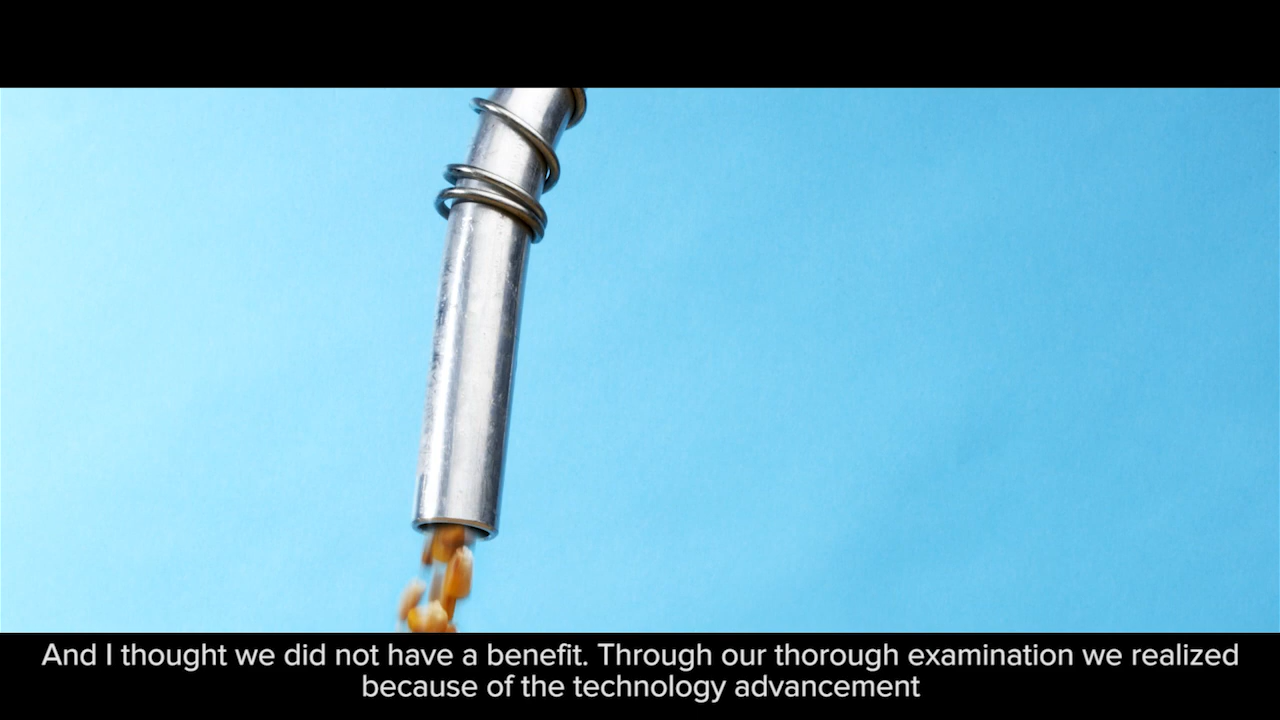 And I thought we did not have a benefit. Through our thorough examination we realized
because of the technology advancement